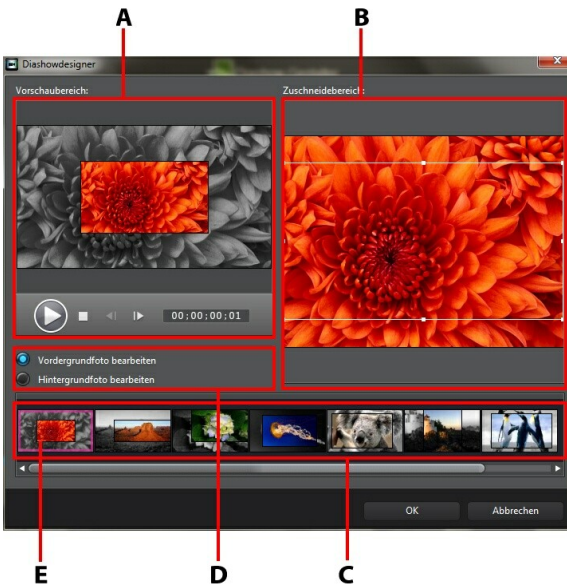 A
B
Diashowdesigner
Vorschaubereich:
Zuschneidebereich:
00;00;00;01
Vordergrundfoto bearbeiten
Hintergrundfoto bearbeiten
OK
Abbrechen
E
D
C